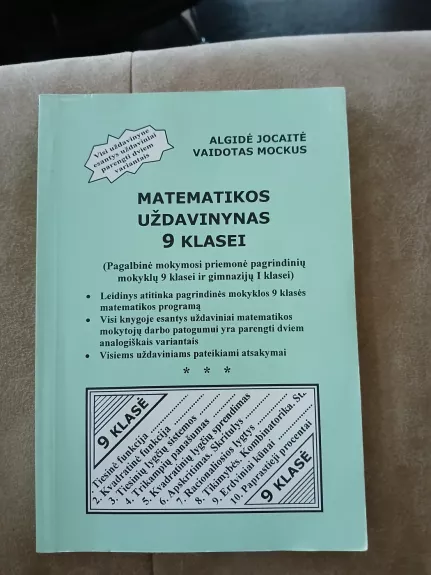 Visi uždavinyne
esantys uždaviniai
parengti dviem
variantais
ALGIDĖ JOCAITĖ
VAIDOTAS MOCKUS
MATEMATIKOS
UŽDAVINYNAS
9 KLASEI
(Pagalbinė mokymosi priemonė pagrindinių
mokyklų 9 klasei ir gimnazijų I klasei)
• Leidinys atitinka pagrindinės mokyklos 9 klasės
matematikos programą
• Visi knygoje esantys uždaviniai matematikos
mokytojų darbo patogumui yra parengti dviem
analogiškais variantais
• Visiems uždaviniams pateikiami atsakymai
* * *
9 KLASĖ
Tiesinė funkcija
2. Kvadratinė funkcija
3. Tiesinių lygčių sistemos
4. Trikampių panašumas
5. Kvadratinių lygčių sprendimas
6. Apskritimas. Skritulys
7. Racionaliosios lygtys
8. Tikimybės. Kombinatorika. St.
9. Erdviniai kūnai
10. Paprastieji procentai
9 KLASĖ